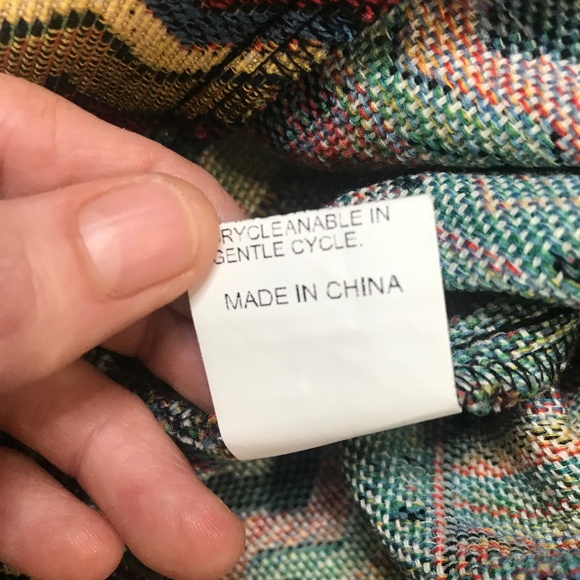 RYCLEANABLE IN
GENTLE CYCLE.
MADE IN CHINA